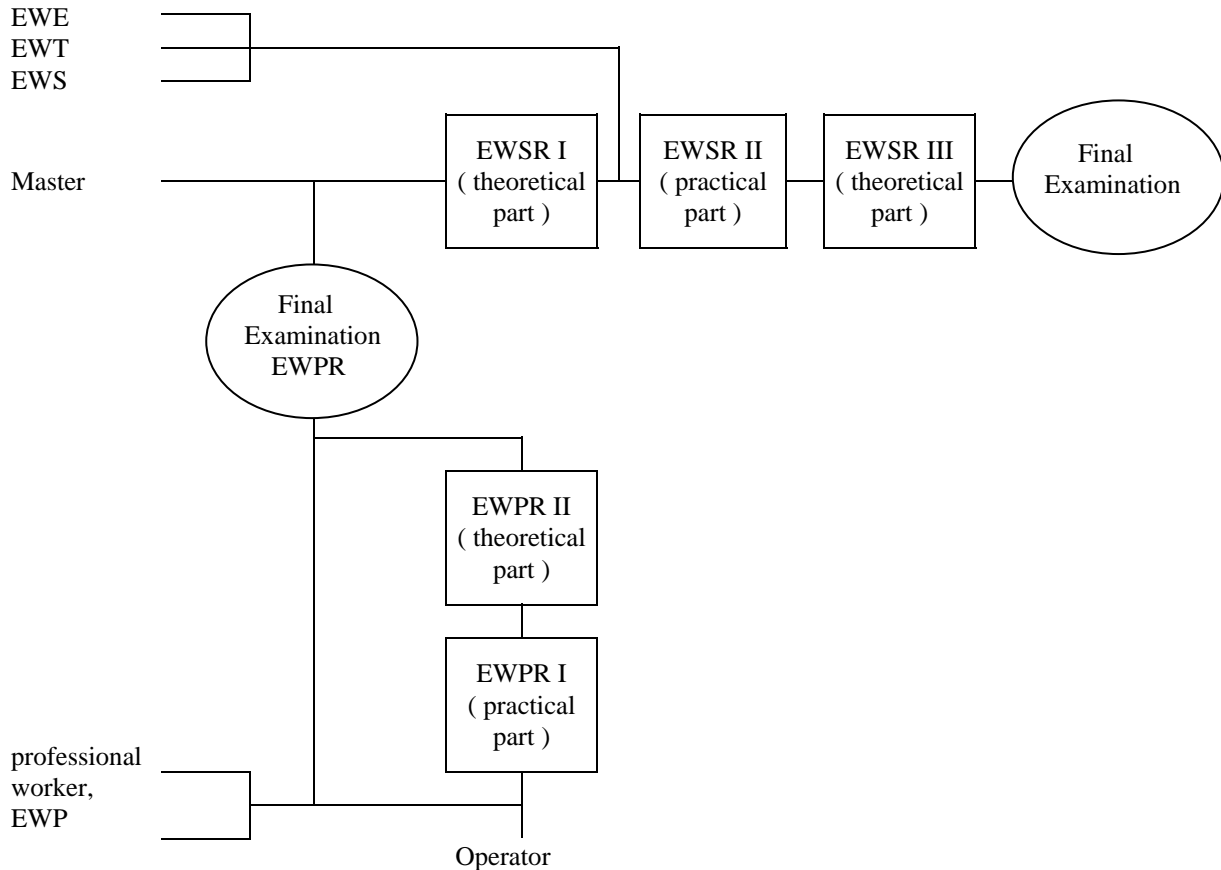 EWE
EWT
EWS
Master
EWSR I
( theoretical
part )
EWSR II
( practical
part )
EWSR III
( theoretical
part )
Final
Examination
Final
Examination
EWPR
EWPR II
( theoretical
part )
EWPR I
( practical
part )
professional
worker,
EWP
Operator